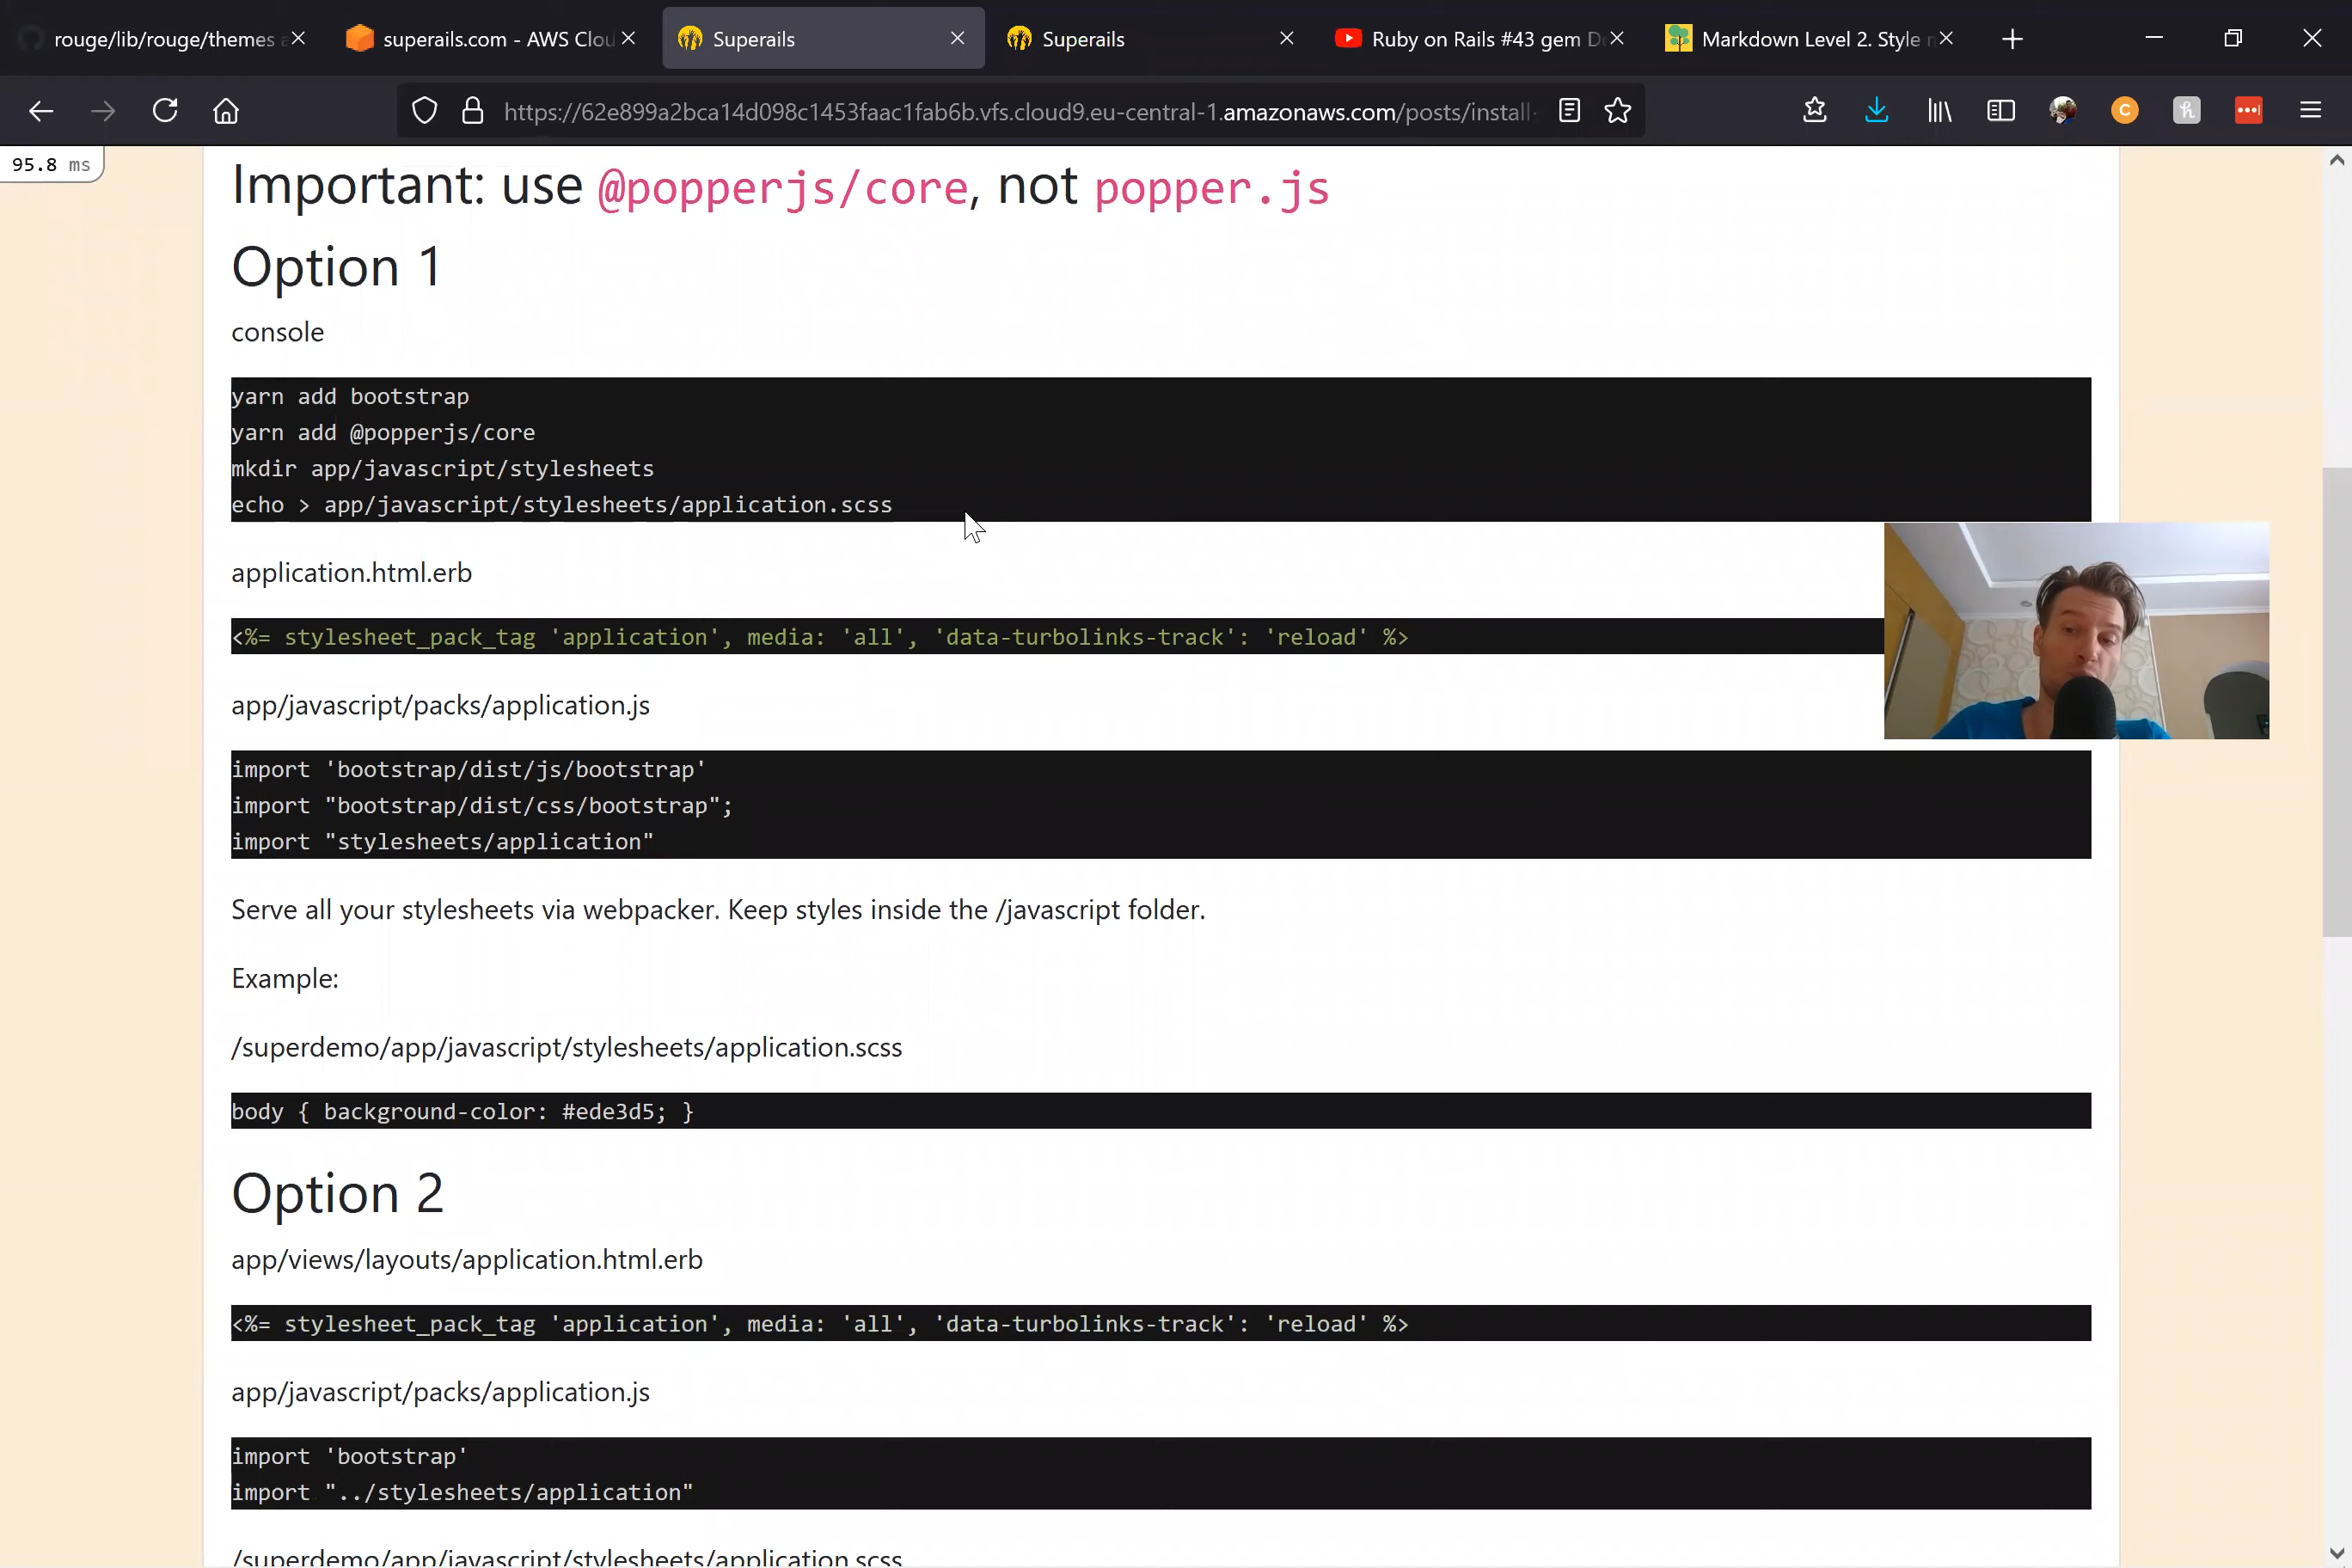 rouge/lib/rouge/themes
superails.com - AWS Clou
Superails
Superails
Ruby on Rails #43 gem D
Markdown Level 2. Style
https://62e899a2bca14d098c1453faac1fab6b.vfs.cloud9.eu-central-1.amazonaws.com/posts/install-
95.8 ms
Important: use @popperjs/core, not popper.js
Option 1
console
yarn add bootstrap
yarn add @popperjs/core
mkdir app/javascript/stylesheets
echo > app/javascript/stylesheets/application.scss
application.html.erb
<%= stylesheet_pack_tag 'application', media: 'all', 'data-turbolinks-track': 'reload' %>
app/javascript/packs/application.js
import 'bootstrap/dist/js/bootstrap'
import "bootstrap/dist/css/bootstrap";
import "stylesheets/application"
Serve all your stylesheets via webpacker. Keep styles inside the /javascript folder.
Example:
/superdemo/app/javascript/stylesheets/application.scss
body { background-color: #ede3d5; }
Option 2
app/views/layouts/application.html.erb
<%= stylesheet_pack_tag 'application', media: 'all', 'data-turbolinks-track': 'reload' %>
app/javascript/packs/application.js
import 'bootstrap'
import "../stylesheets/application"
/superdemo/app/javascript/stylesheets/application.scss